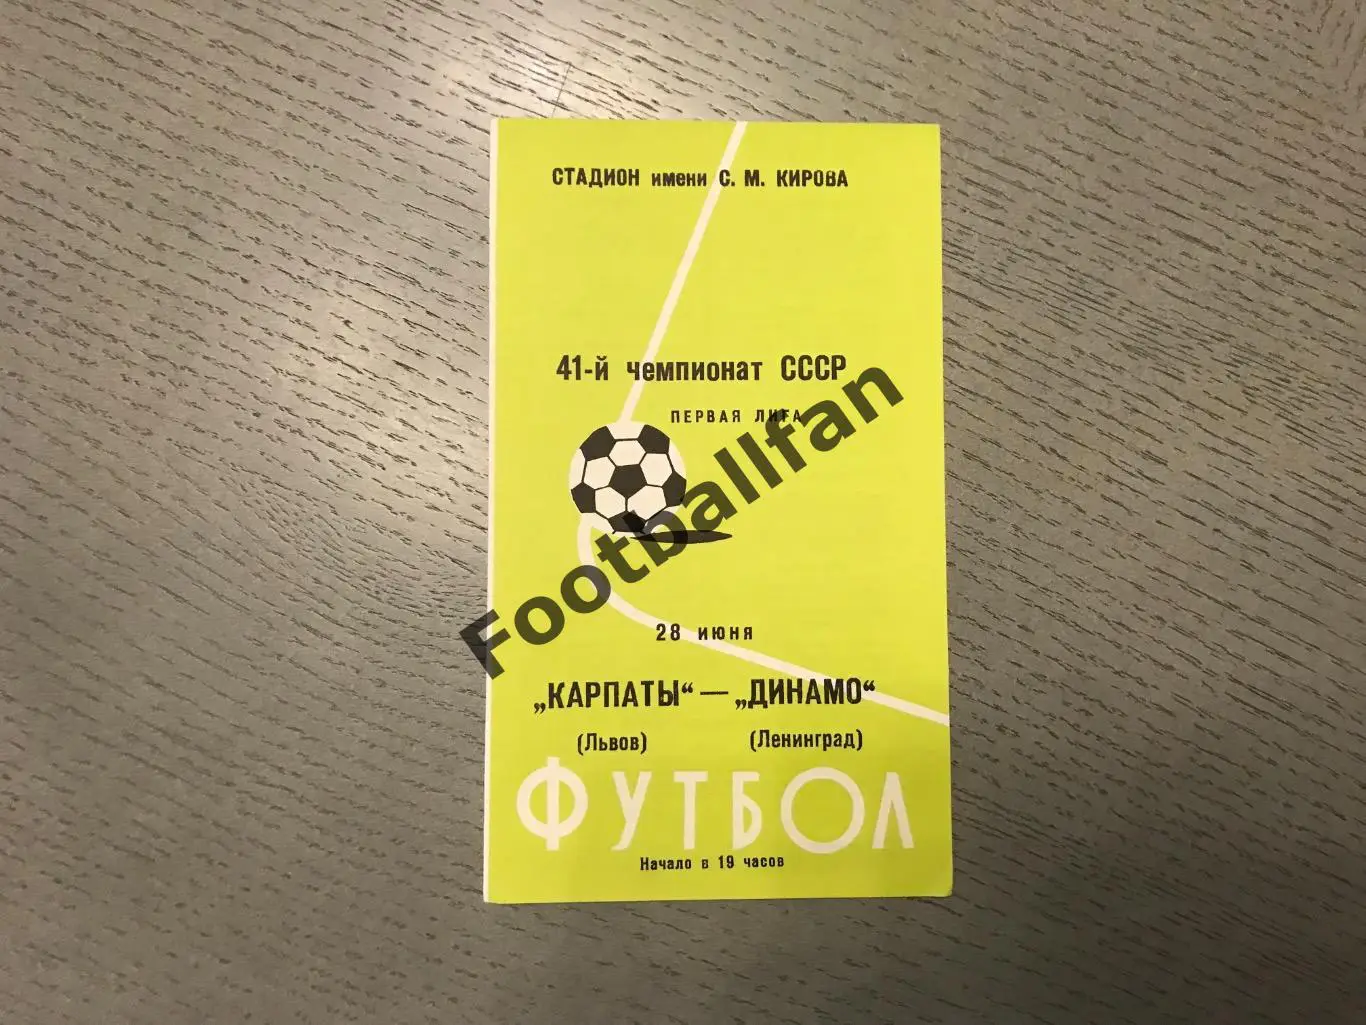 СТАДИОН имени С. М. КИРОВА
41-й чемпионат СССР
ПЕРВАЯ ЛИГА
Footballfan
28 июня
„КАРПАТЫ“ — „ДИНАМО“
(Львов) (Ленинград)
ФУТБОЛ
Начало в 19 часов